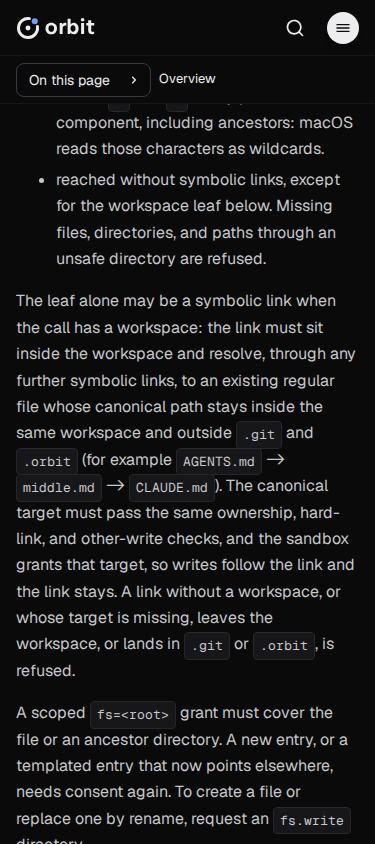 orbit
On this page
Overview
component, including ancestors: macOS
reads those characters as wildcards.
• reached without symbolic links, except
for the workspace leaf below. Missing
files, directories, and paths through an
unsafe directory are refused.
The leaf alone may be a symbolic link when
the call has a workspace: the link must sit
inside the workspace and resolve, through any
further symbolic links, to an existing regular
file whose canonical path stays inside the
same workspace and outside .git and
.orbit (for example AGENTS.md →
middle.md → CLAUDE.md). The canonical
target must pass the same ownership, hard-
link, and other-write checks, and the sandbox
grants that target, so writes follow the link and
the link stays. A link without a workspace, or
whose target is missing, leaves the
workspace, or lands in .git or .orbit, is
refused.
A scoped fs=<root> grant must cover the
file or an ancestor directory. A new entry, or a
templated entry that now points elsewhere,
needs consent again. To create a file or
replace one by rename, request an fs.write
directory